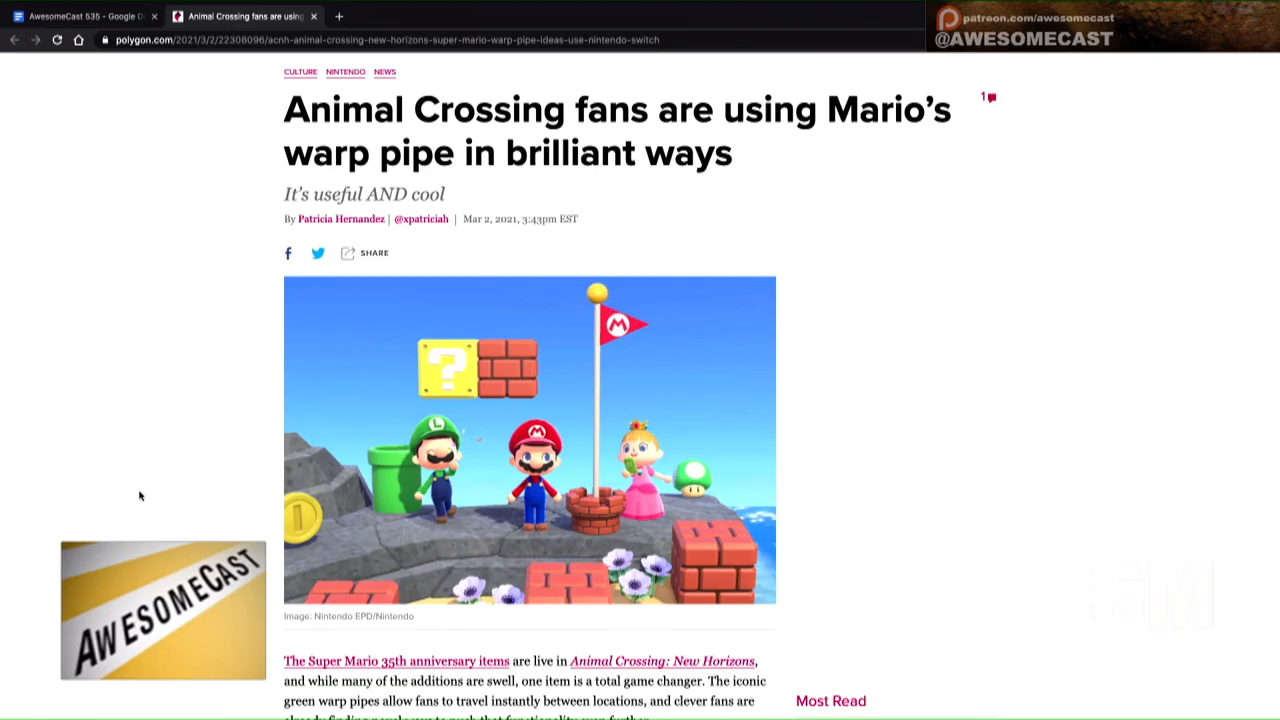 AwesomeCast 535 - Google D
Animal Crossing fans are using
patreon.com/awesomecast
@AWESOMECAST
polygon.com/2021/3/2/22308096/acnh-animal-crossing-new-horizons-super-mario-warp-pipe-ideas-use-nintendo-switch
CULTURE NINTENDO NEWS
Animal Crossing fans are using Mario's
warp pipe in brilliant ways
1
It's useful AND cool
By Patricia Hernandez | @xpatriciah | Mar 2, 2021, 3:43pm EST
f SHARE
M
?
L
M
AWESOMECAST
SM
Image: Nintendo EPD/Nintendo
The Super Mario 35th anniversary items are live in Animal Crossing: New Horizons,
and while many of the additions are swell, one item is a total game changer. The iconic
green warp pipes allow fans to travel instantly between locations, and clever fans are
Most Read